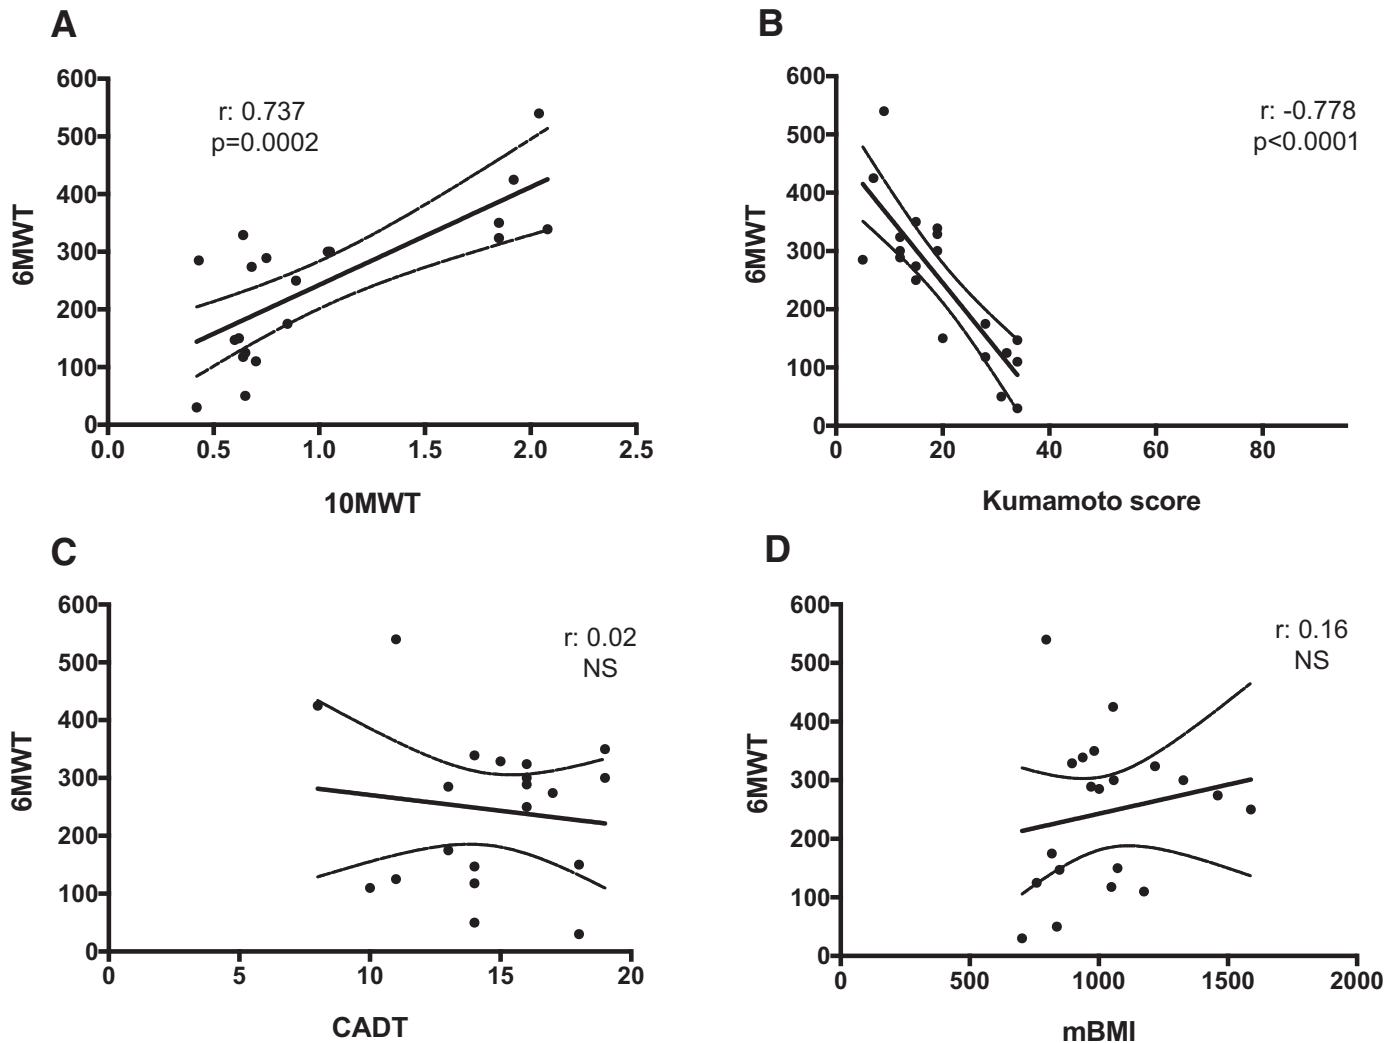 A
600
500
400
300
200
100
0
6MWT
r: 0.737
p=0.0002
0.0 0.5 1.0 1.5 2.0 2.5
10MWT
B
600
500
400
300
200
100
0
6MWT
r: -0.778
p<0.0001
0 20 40 60 80
Kumamoto score
C
600
500
400
300
200
100
0
6MWT
r: 0.02
NS
0 5 10 15 20
CADT
D
600
500
400
300
200
100
0
6MWT
r: 0.16
NS
0 500 1000 1500 2000
mBMI